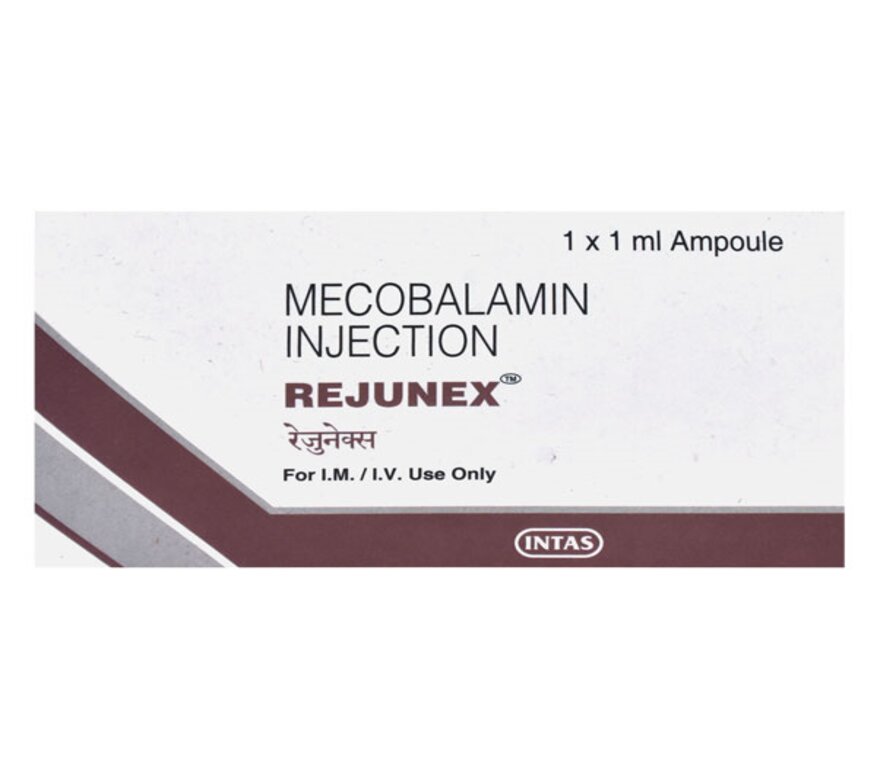 1 x 1 ml Ampoule
MECOBALAMIN
INJECTION
REJUNEX™
रेजुनेक्स
For I.M. / I.V. Use Only
INTAS